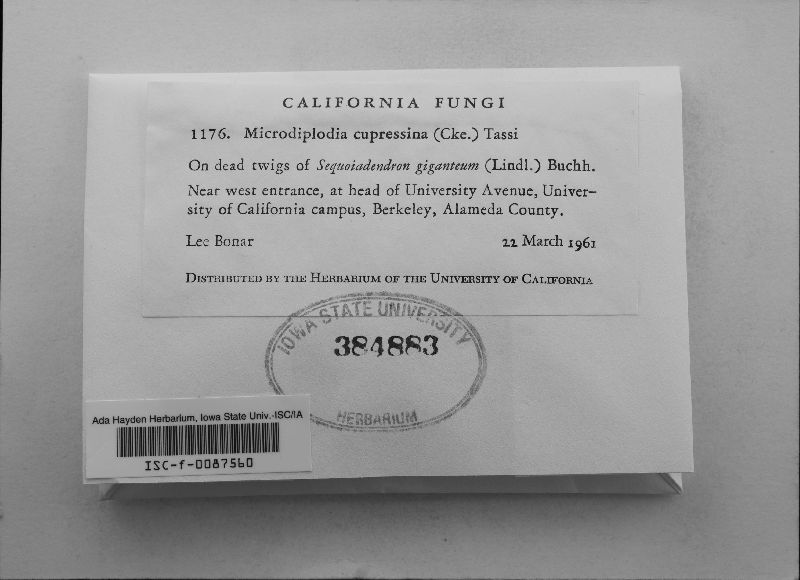 CALIFORNIA FUNGI
1176. Microdiplodia cupressina (Cke.) Tassi
On dead twigs of Sequoiadendron giganteum (Lindl.) Buchh.
Near west entrance, at head of University Avenue, Univer-
sity of California campus, Berkeley, Alameda County.
Lee Bonar 22 March 1961
DISTRIBUTED BY THE HERBARIUM OF THE UNIVERSITY OF CALIFORNIA
IOWA STATE UNIVERSITY
384883
HERBARIUM
Ada Hayden Herbarium, Iowa State Univ.-ISC/IA
ISC-f-0087560